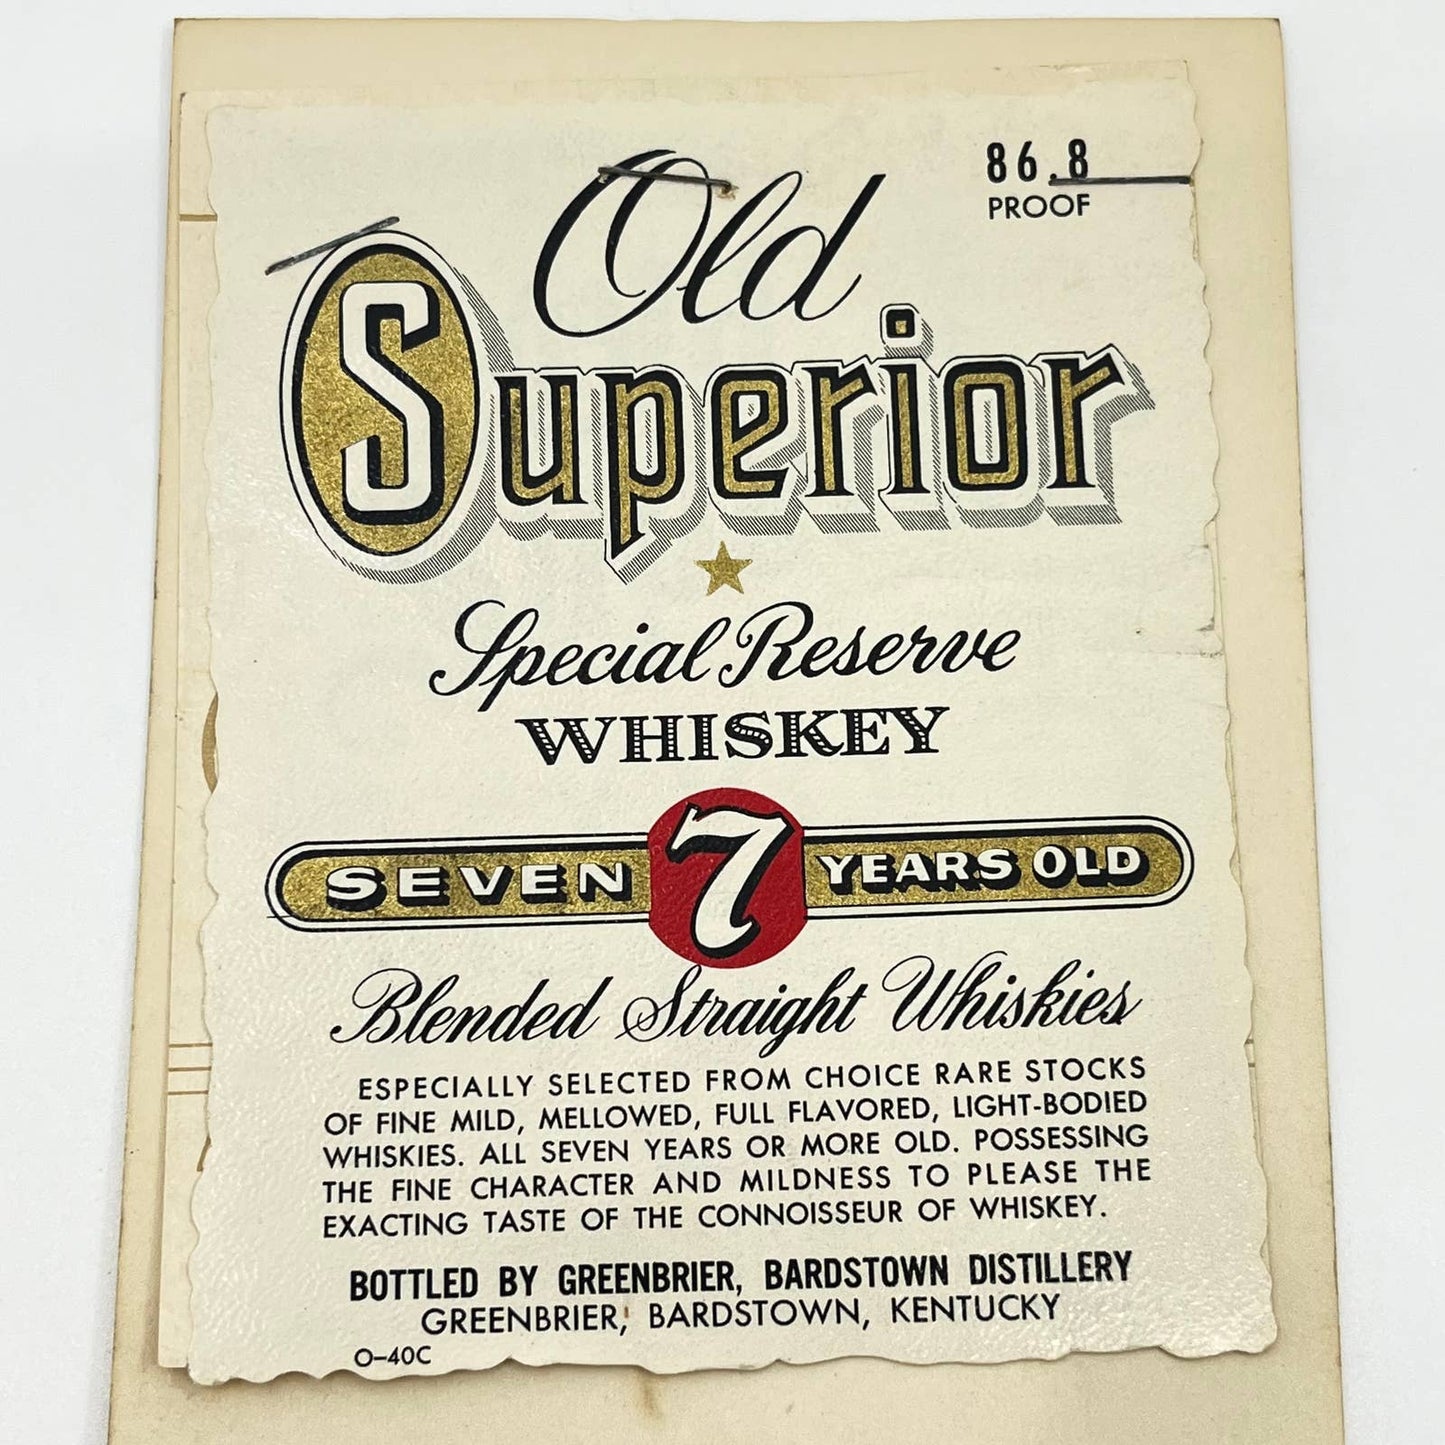 86.8
PROOF
Old
Superior
Special Reserve
WHISKEY
SEVEN 7 YEARS OLD
Blended Straight Whiskies
ESPECIALLY SELECTED FROM CHOICE RARE STOCKS
OF FINE MILD, MELLOWED, FULL FLAVORED, LIGHT-BODIED
WHISKIES. ALL SEVEN YEARS OR MORE OLD. POSSESSING
THE FINE CHARACTER AND MILDNESS TO PLEASE THE
EXACTING TASTE OF THE CONNOISSEUR OF WHISKEY.
BOTTLED BY GREENBRIER, BARDSTOWN DISTILLERY
GREENBRIER, BARDSTOWN, KENTUCKY
O-40C